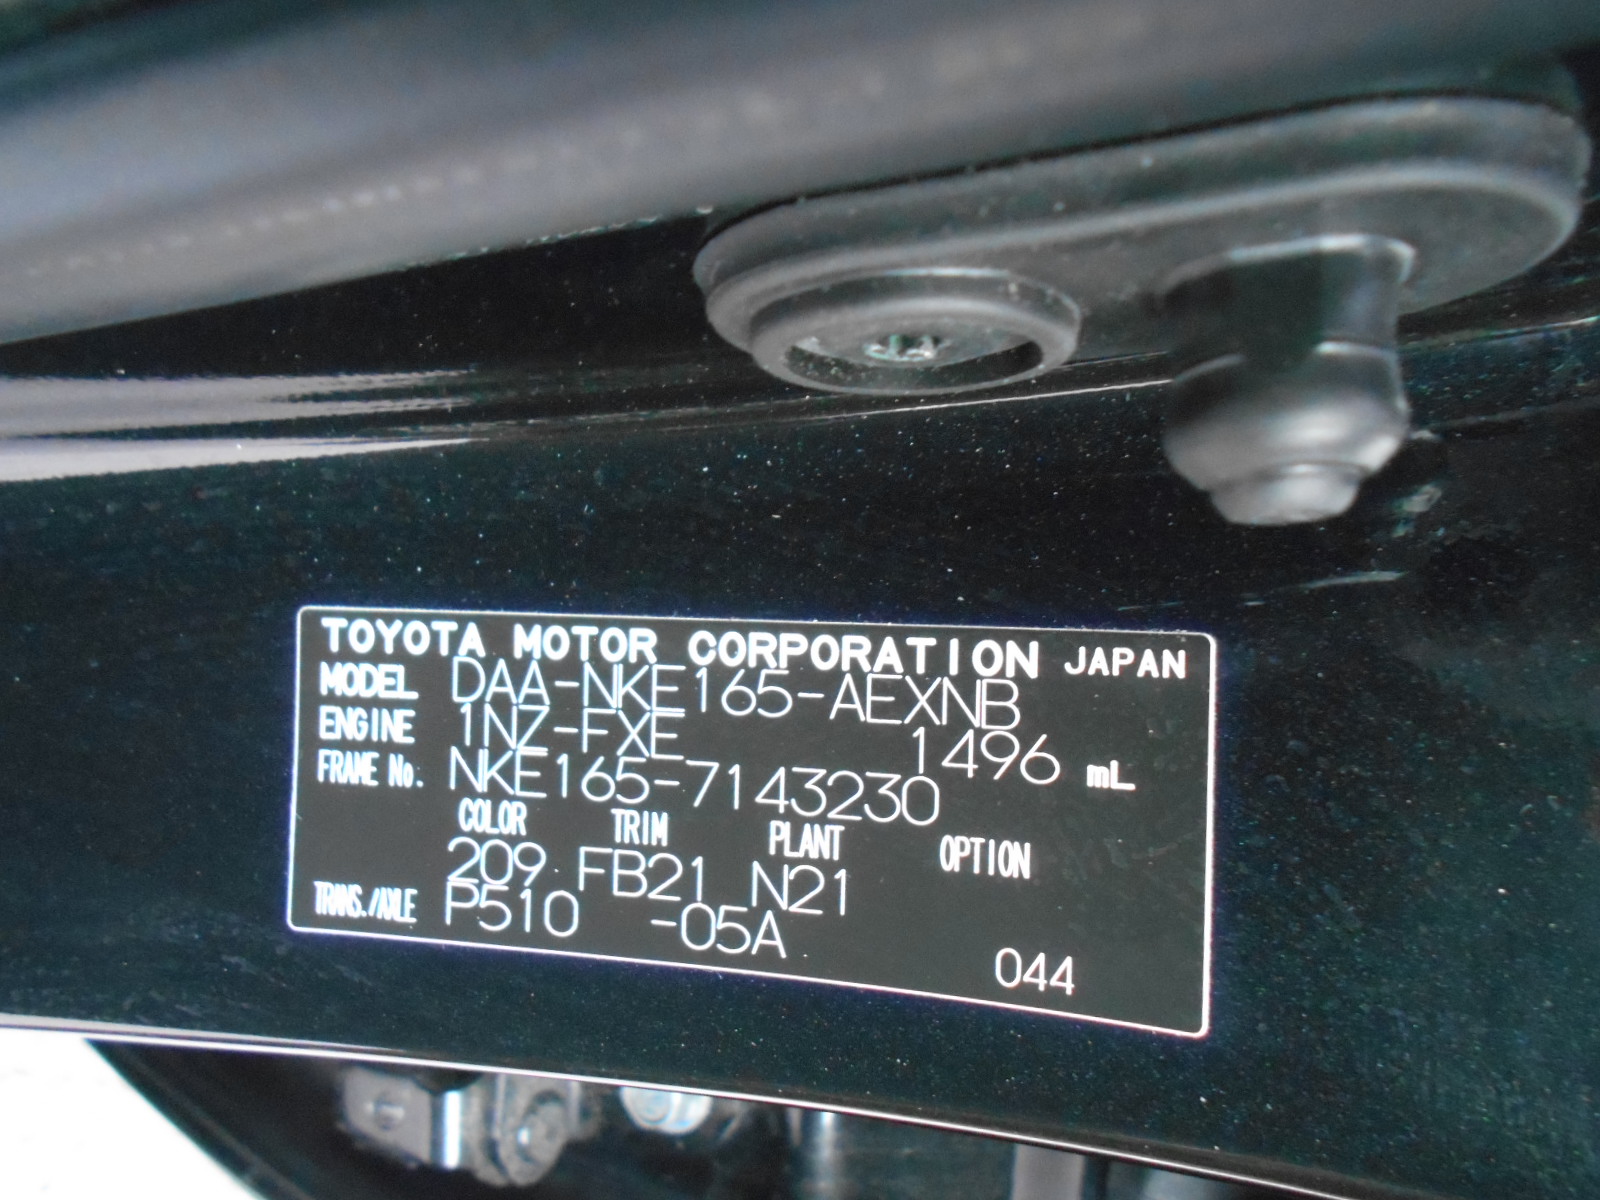 TOYOTA MOTOR CORPORATION JAPAN
MODEL DAA-NKE165-AEXNB
ENGINE 1NZ-FXE 1496 mL
FRAME No. NKE165-7143230
COLOR TRIM PLANT OPTION
209 FB21 N21
TRANS./AXLE P510 -05A
044